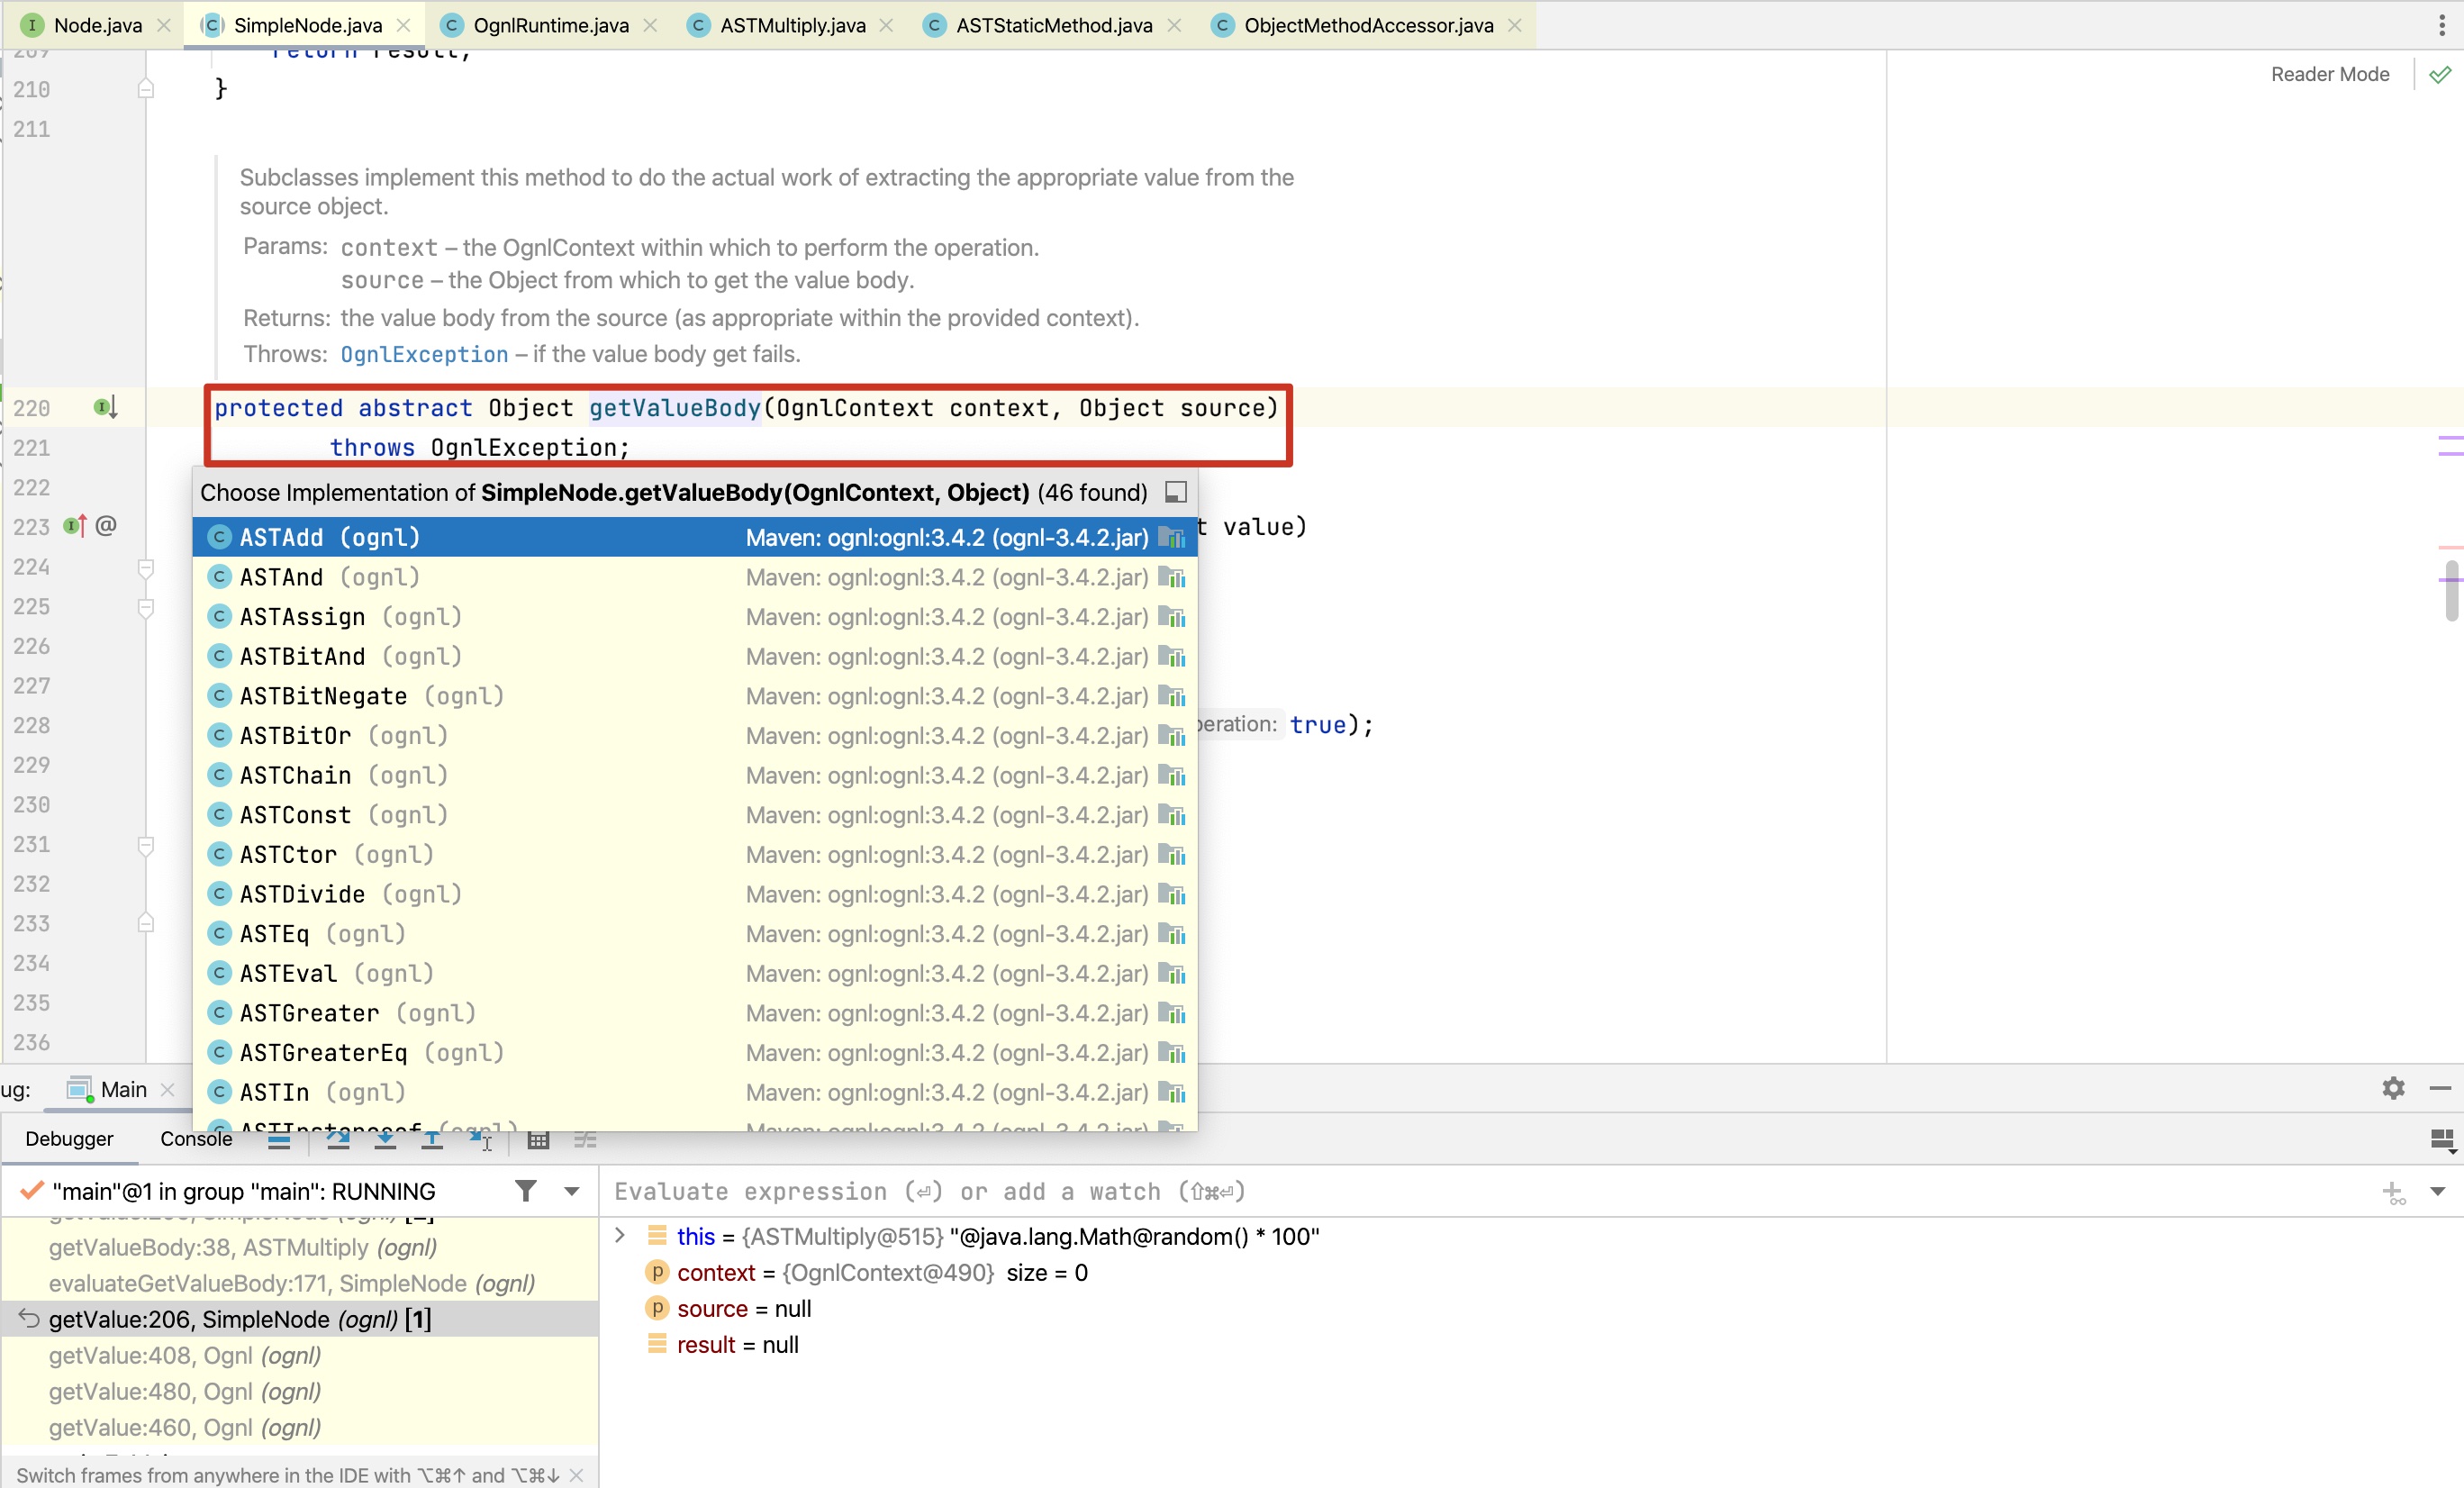 Node.java SimpleNode.java OgnlRuntime.java ASTMultiply.java ASTStaticMethod.java ObjectMethodAccessor.java
209 return result;
Reader Mode
210 }
211
Subclasses implement this method to do the actual work of extracting the appropriate value from the
source object.
Params: context – the OgnlContext within which to perform the operation.
source – the Object from which to get the value body.
Returns: the value body from the source (as appropriate within the provided context).
Throws: OgnlException – if the value body get fails.
220 protected abstract Object getValueBody(OgnlContext context, Object source)
221 throws OgnlException;
222 Choose Implementation of SimpleNode.getValueBody(OgnlContext, Object) (46 found)
223 @ t value)
ASTAdd (ognl) Maven: ognl:ognl:3.4.2 (ognl-3.4.2.jar)
224 ASTAnd (ognl) Maven: ognl:ognl:3.4.2 (ognl-3.4.2.jar)
225 ASTAssign (ognl) Maven: ognl:ognl:3.4.2 (ognl-3.4.2.jar)
226 ASTBitAnd (ognl) Maven: ognl:ognl:3.4.2 (ognl-3.4.2.jar)
227 ASTBitNegate (ognl) Maven: ognl:ognl:3.4.2 (ognl-3.4.2.jar)
228 ASTBitOr (ognl) Maven: ognl:ognl:3.4.2 (ognl-3.4.2.jar) peration: true);
229 ASTChain (ognl) Maven: ognl:ognl:3.4.2 (ognl-3.4.2.jar)
230 ASTConst (ognl) Maven: ognl:ognl:3.4.2 (ognl-3.4.2.jar)
231 ASTCtor (ognl) Maven: ognl:ognl:3.4.2 (ognl-3.4.2.jar)
232 ASTDivide (ognl) Maven: ognl:ognl:3.4.2 (ognl-3.4.2.jar)
233 ASTEq (ognl) Maven: ognl:ognl:3.4.2 (ognl-3.4.2.jar)
234 ASTEval (ognl) Maven: ognl:ognl:3.4.2 (ognl-3.4.2.jar)
235 ASTGreater (ognl) Maven: ognl:ognl:3.4.2 (ognl-3.4.2.jar)
236 ASTGreaterEq (ognl) Maven: ognl:ognl:3.4.2 (ognl-3.4.2.jar)
ug: Main ASTIn (ognl) Maven: ognl:ognl:3.4.2 (ognl-3.4.2.jar)
ASTInstanceof (ognl) Maven: ognl:ognl:3.4.2 (ognl-3.4.2.jar)
Debugger Console
"main"@1 in group "main": RUNNING
getValue:206, SimpleNode (ognl) [2]
getValueBody:38, ASTMultiply (ognl)
evaluateGetValueBody:171, SimpleNode (ognl)
getValue:206, SimpleNode (ognl) [1]
getValue:408, Ognl (ognl)
getValue:480, Ognl (ognl)
getValue:460, Ognl (ognl)
Switch frames from anywhere in the IDE with ⌥⌘↑ and ⌥⌘↓
Evaluate expression (⏎) or add a watch (⇧⌘⏎)
this = {ASTMultiply@515} "@java.lang.Math@random() * 100"
context = {OgnlContext@490} size = 0
source = null
result = null